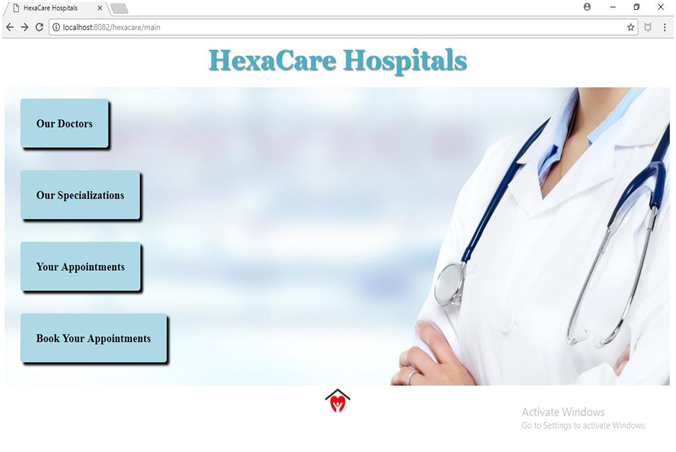 HexaCare Hospitals
localhost:8082/hexacare/main
HexaCare Hospitals
Our Doctors
Our Specializations
Your Appointments
Book Your Appointments
Activate Windows
Go to Settings to activate Windows.